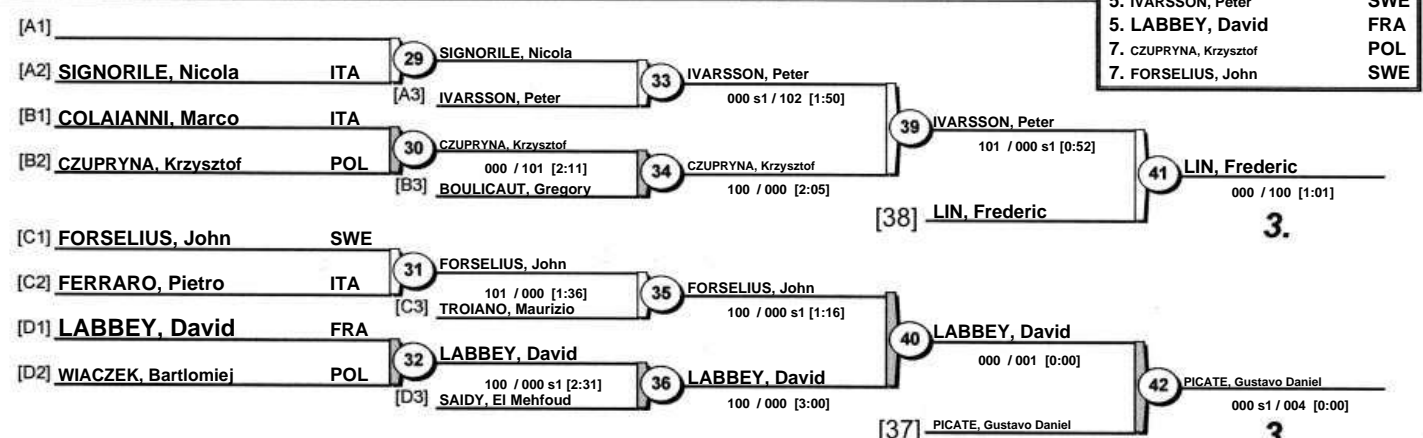 5. IVARSSON, Peter SWE
5. LABBEY, David FRA
7. CZUPRYNA, Krzysztof POL
7. FORSELIUS, John SWE
[A1]
[A2] SIGNORILE, Nicola ITA
29
SIGNORILE, Nicola
[A3] IVARSSON, Peter
33
IVARSSON, Peter
000 s1 / 102 [1:50]
[B1] COLAIANNI, Marco ITA
[B2] CZUPRYNA, Krzysztof POL
30
CZUPRYNA, Krzysztof
000 / 101 [2:11]
[B3] BOULICAUT, Gregory
34
CZUPRYNA, Krzysztof
100 / 000 [2:05]
39
IVARSSON, Peter
101 / 000 s1 [0:52]
[38] LIN, Frederic
41
LIN, Frederic
000 / 100 [1:01]
3.
[C1] FORSELIUS, John SWE
[C2] FERRARO, Pietro ITA
31
FORSELIUS, John
101 / 000 [1:36]
[C3] TROIANO, Maurizio
35
FORSELIUS, John
100 / 000 s1 [1:16]
[D1] LABBEY, David FRA
[D2] WIACZEK, Bartlomiej POL
32
LABBEY, David
100 / 000 s1 [2:31]
[D3] SAIDY, El Mehfoud
36
LABBEY, David
100 / 000 [3:00]
40
LABBEY, David
000 / 001 [0:00]
[37] PICATE, Gustavo Daniel
42
PICATE, Gustavo Daniel
000 s1 / 004 [0:00]
3.